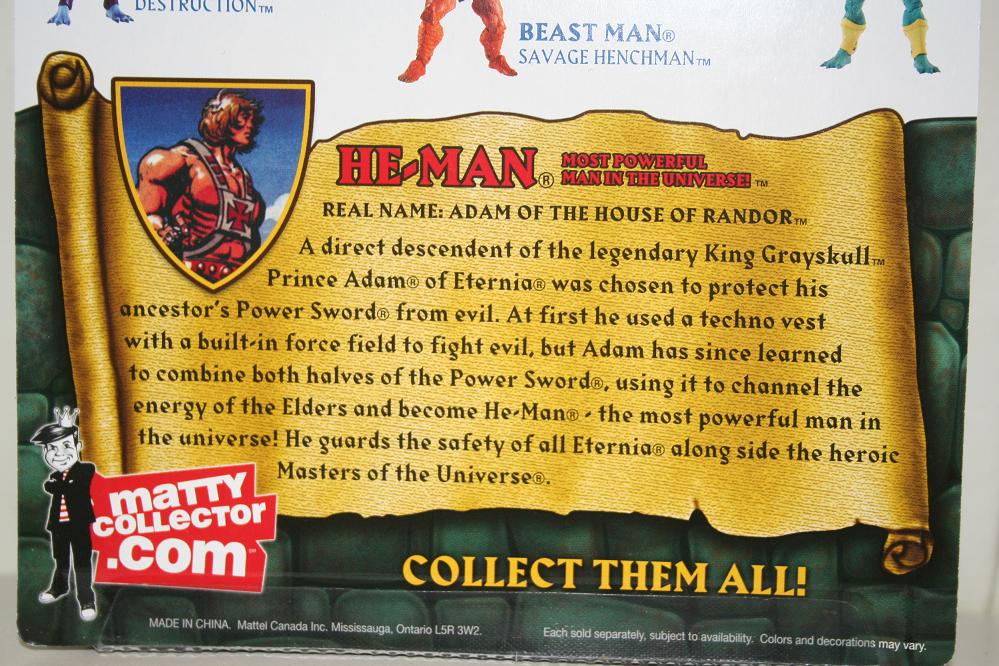 DESTRUCTION™
BEAST MAN®
SAVAGE HENCHMAN™
HE-MAN® MOST POWERFUL
MAN IN THE UNIVERSE!™
REAL NAME: ADAM OF THE HOUSE OF RANDOR™
A direct descendent of the legendary King Grayskull™
Prince Adam® of Eternia® was chosen to protect his
ancestor's Power Sword® from evil. At first he used a techno vest
with a built-in force field to fight evil, but Adam has since learned
to combine both halves of the Power Sword®, using it to channel the
energy of the Elders and become He-Man® - the most powerful man in
the universe! He guards the safety of all Eternia® along side the heroic
Masters of the Universe®.
maTTY
COLLECTOR
.com
COLLECT THEM ALL!
MADE IN CHINA. Mattel Canada Inc. Mississauga, Ontario L5R 3W2.
Each sold separately, subject to availability. Colors and decorations may vary.